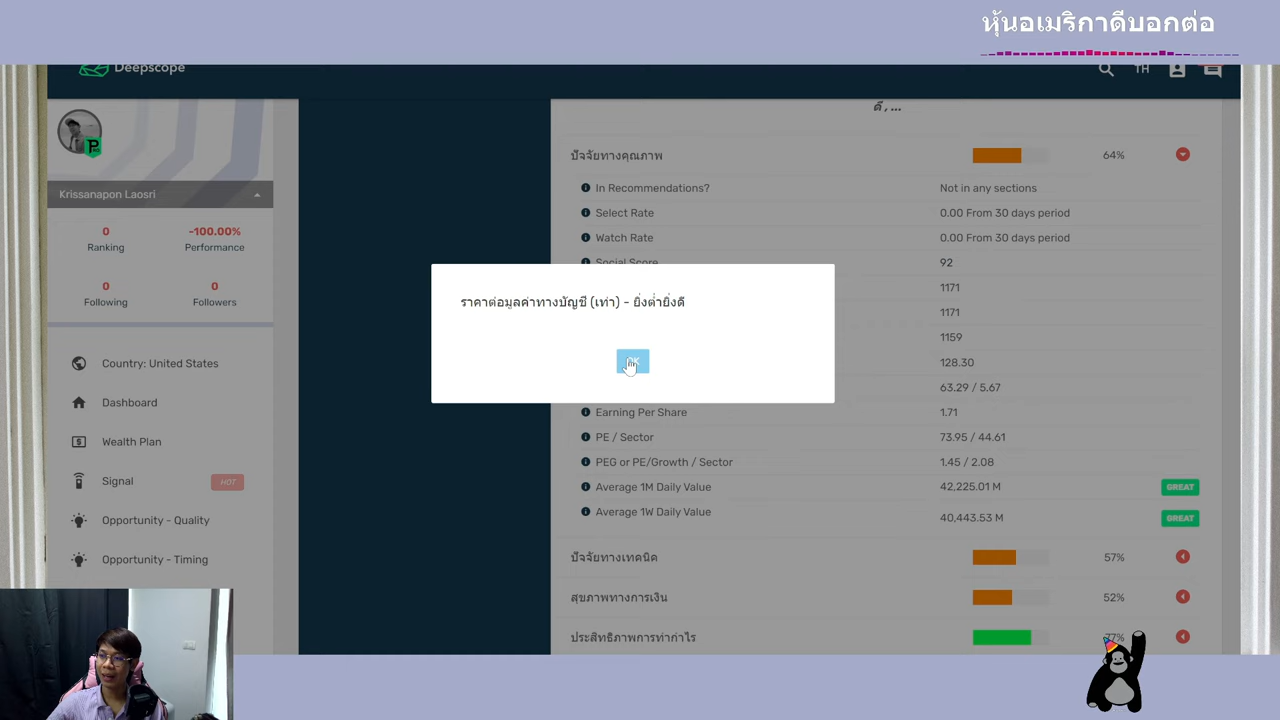 หุ้นอเมริกาดีบอกต่อ
Deepscope
TH
ดี , ...
Krissanapon Laosri
0
-100.00%
Ranking
Performance
0
0
Following
Followers
Country: United States
Dashboard
Wealth Plan
Signal
HOT
Opportunity - Quality
Opportunity - Timing
ปัจจัยทางคุณภาพ
64%
In Recommendations?
Not in any sections
Select Rate
0.00 From 30 days period
Watch Rate
0.00 From 30 days period
Social Score
92
ราคาต่อมูลค่าทางบัญชี (เท่า) - ยิ่งต่ำยิ่งดี
OK
1171
1171
1159
128.30
63.29 / 5.67
Earning Per Share
1.71
PE / Sector
73.95 / 44.61
PEG or PE/Growth / Sector
1.45 / 2.08
Average 1M Daily Value
42,225.01 M
GREAT
Average 1W Daily Value
40,443.53 M
GREAT
ปัจจัยทางเทคนิค
57%
สุขภาพทางการเงิน
52%
ประสิทธิภาพการทำกำไร
77%